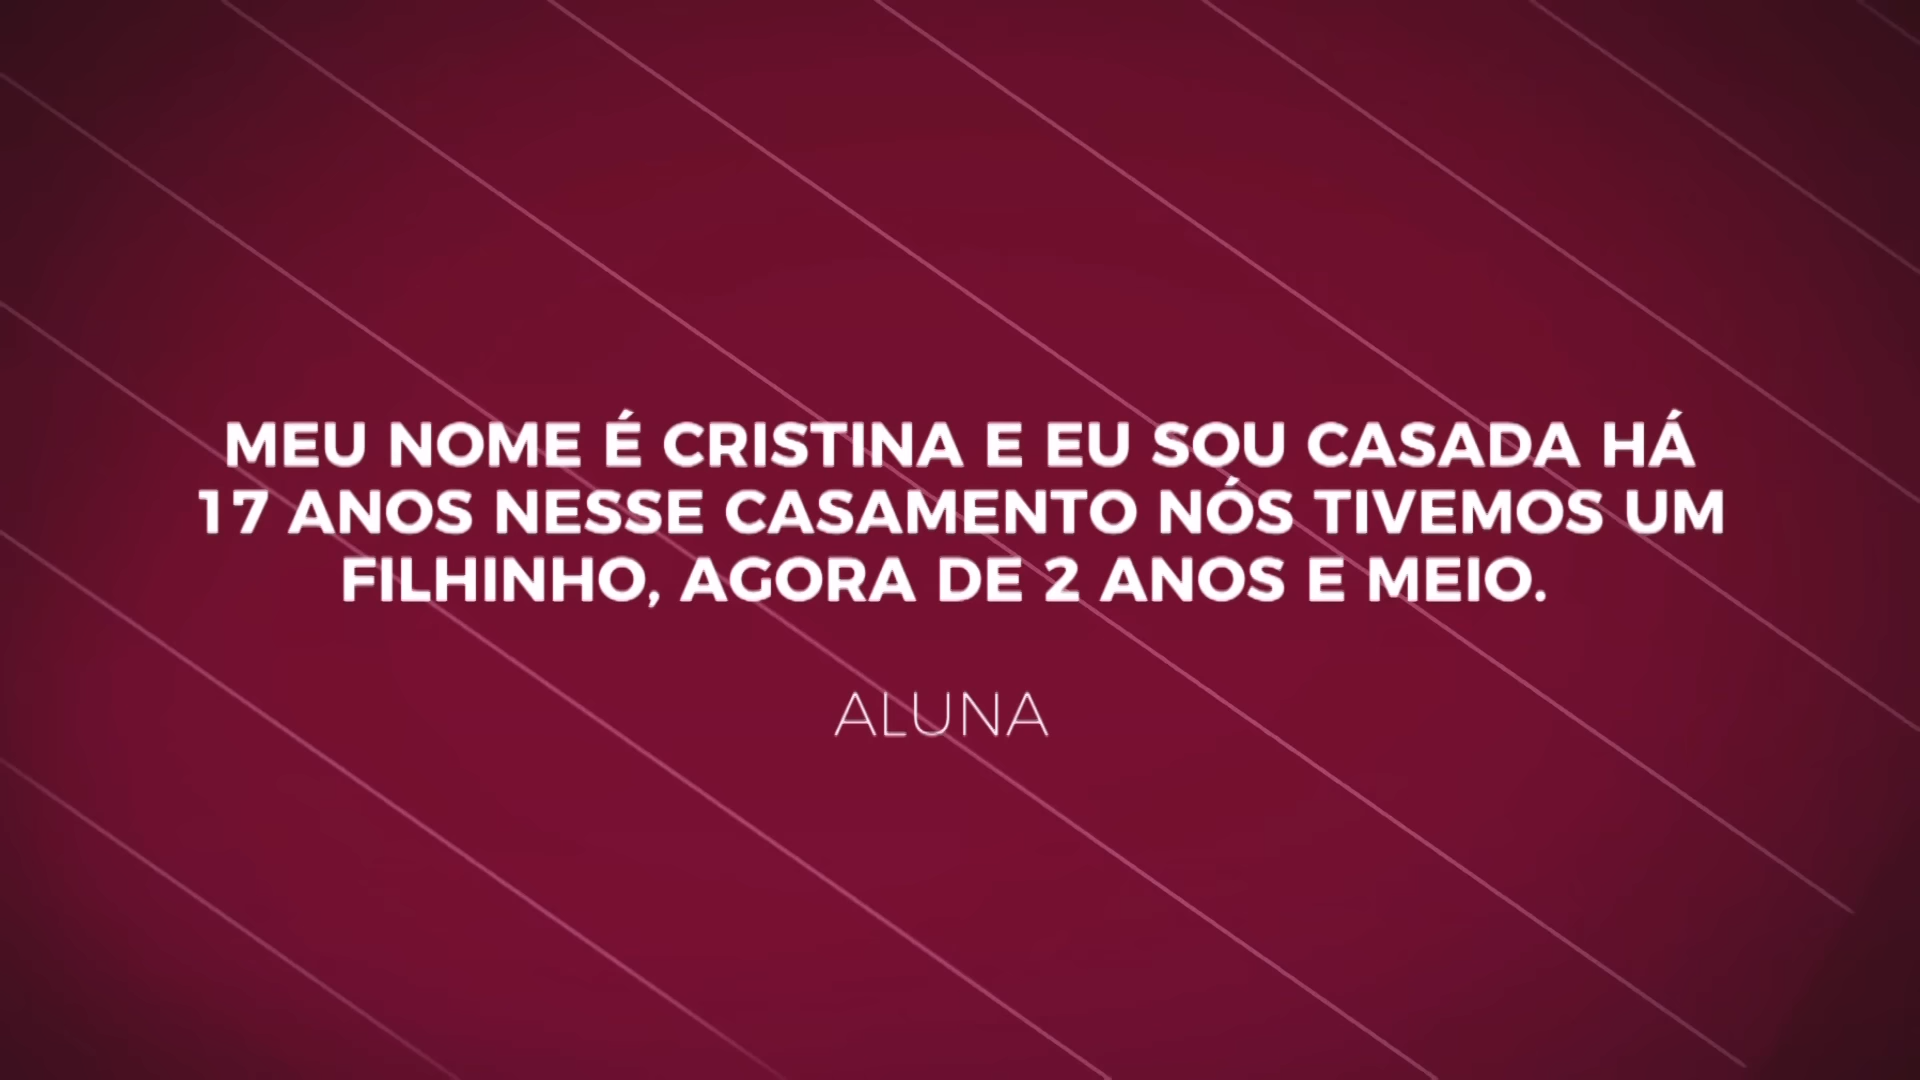 MEU NOME É CRISTINA E EU SOU CASADA HÁ
17 ANOS NESSE CASAMENTO NÓS TIVEMOS UM
FILHINHO, AGORA DE 2 ANOS E MEIO.
ALUNA